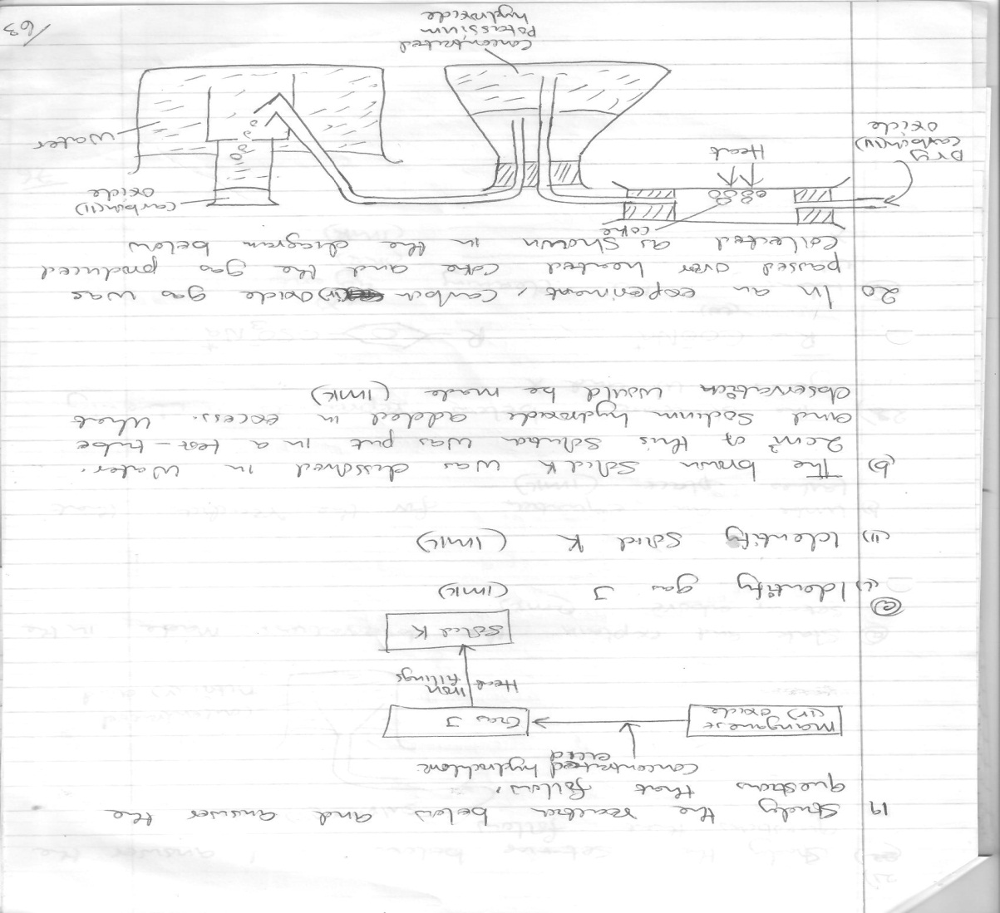 19 Study the reaction below and answer the
questions that follow.
Concentrated hydrochloric
acid
Manganese
(iv) oxide
Gas J
Heat
Iron
fillings
Solid K
(a)
(i) Identify gas J (1mk)
(ii) Identify solid K (1mk)
(b) The brown solid K was dissolved in water.
2cm³ of this solution was put in a test-tube
and sodium hydroxide added in excess. What
observation would be made (1mk)
20 In an experiment, carbon (iv) oxide gas was
passed over heated coke and the gas produced
collected as shown in the diagram below
coke
Dry
carbon(iv)
oxide
Heat
Concentrated
Potassium
hydroxide
carbon(ii)
oxide
Water
/63